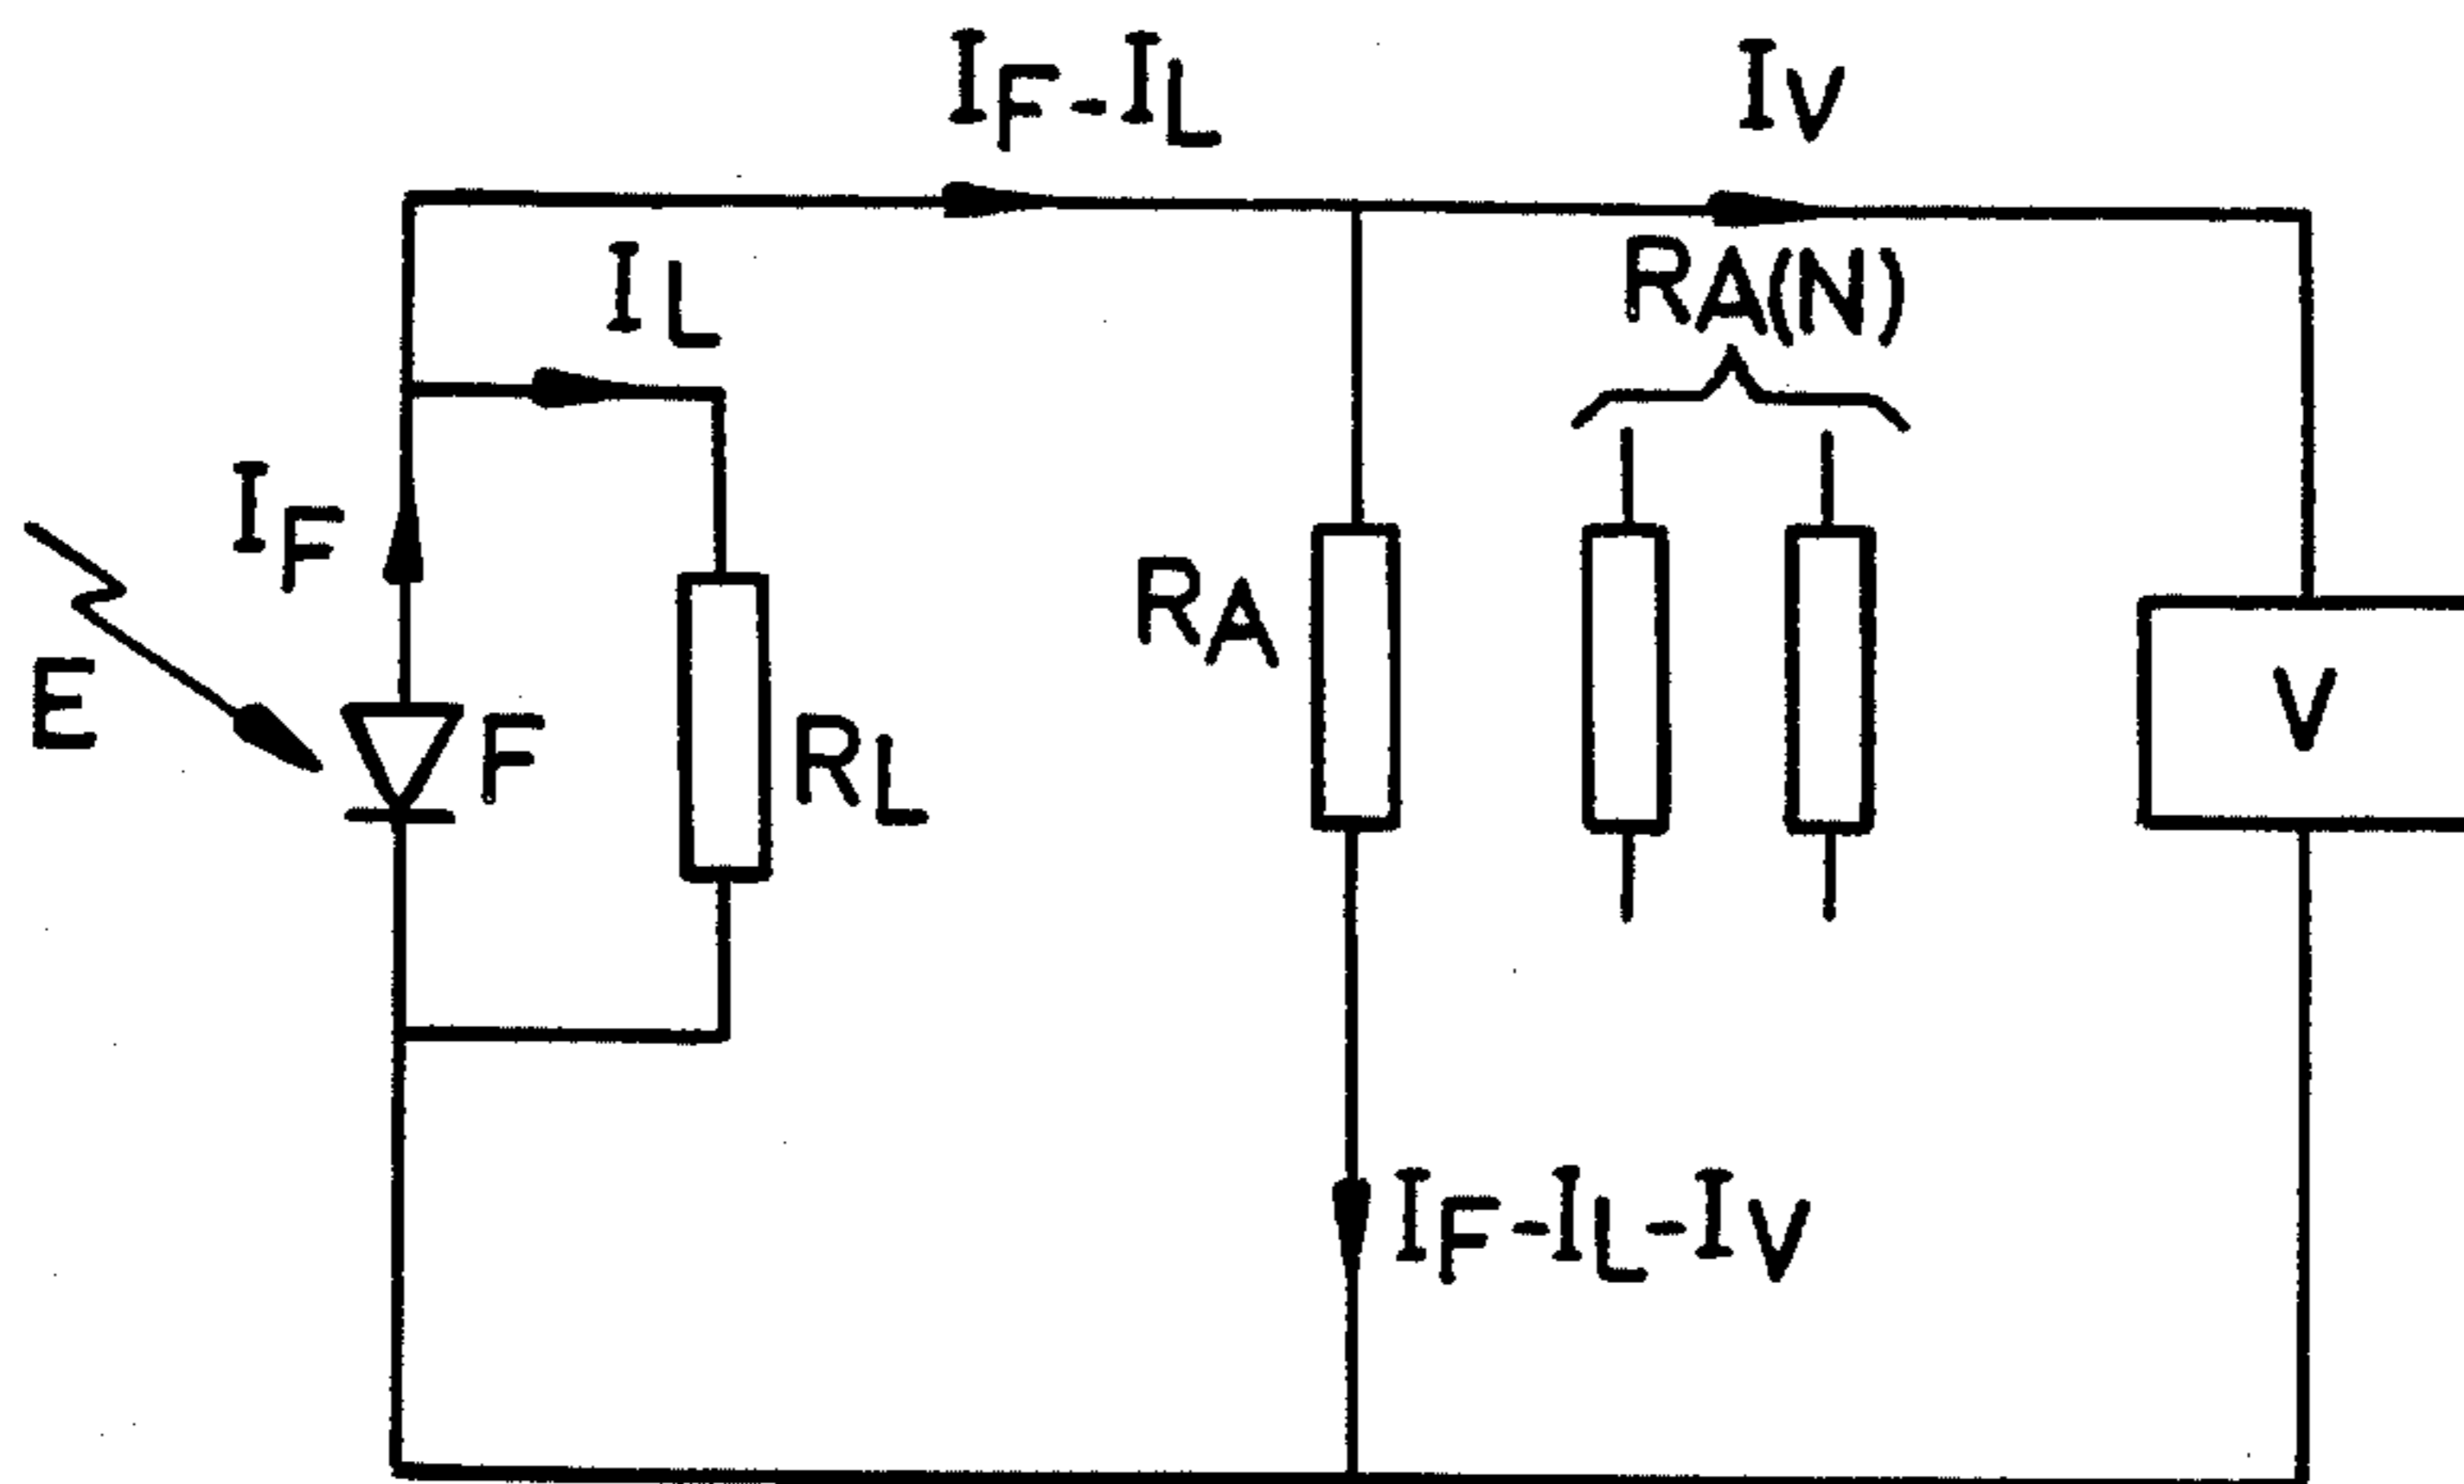 IF-IL
IV
IL
RA(N)
IF
RA
E
F
RL
V
IF-IL-IV